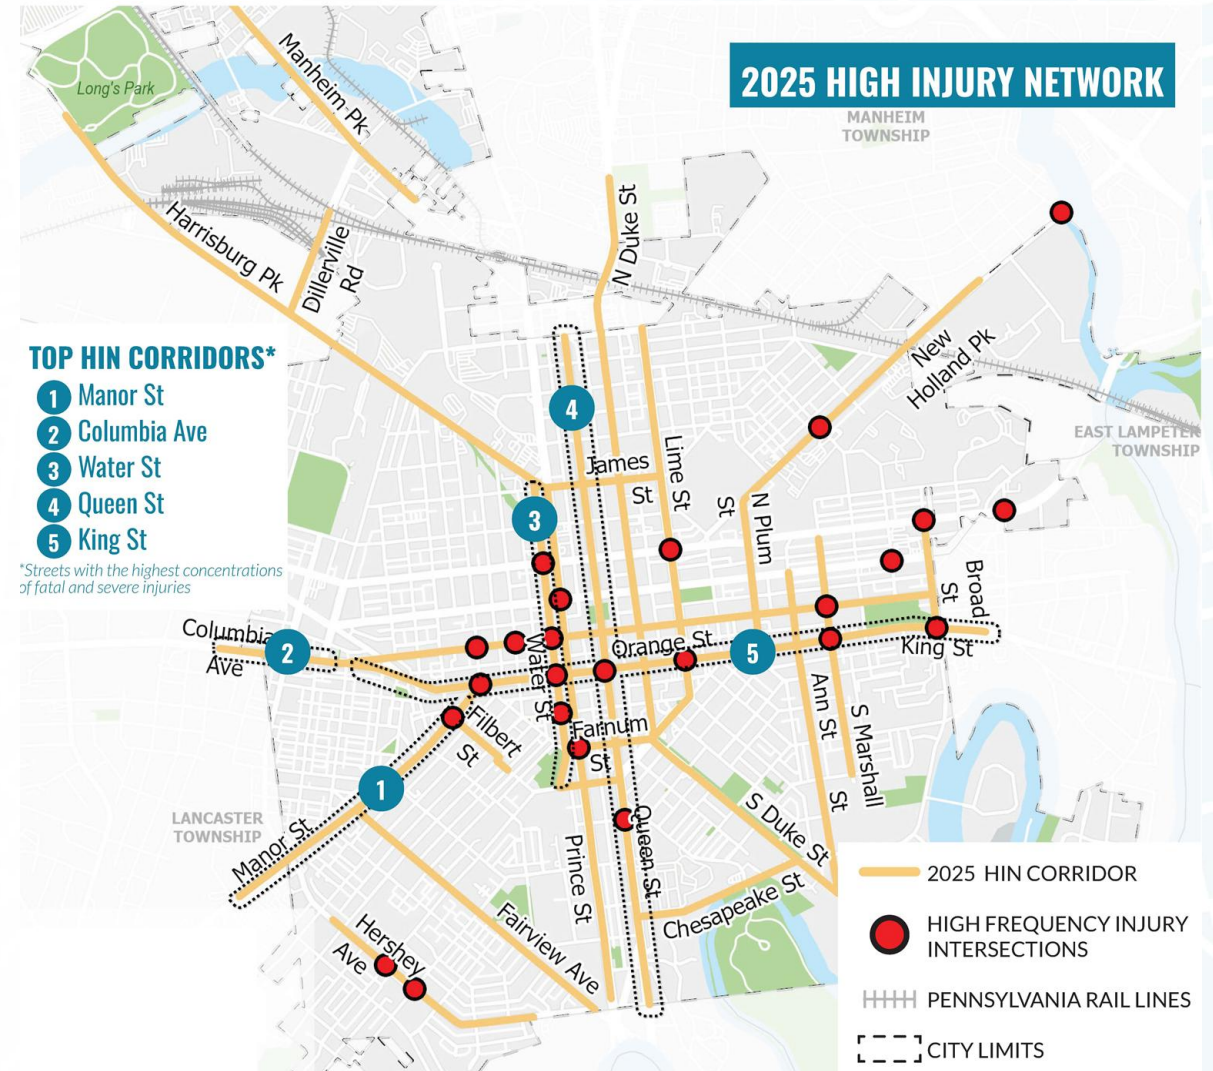 2025 HIGH INJURY NETWORK
Long's Park
Manheim Pk
MANHEIM
TOWNSHIP
N Duke St
Harrisburg Pk
Dillerville
Rd
New
Holland Pk
TOP HIN CORRIDORS*
1 Manor St
2 Columbia Ave
3 Water St
4 Queen St
5 King St
*Streets with the highest concentrations
of fatal and severe injuries
4
EAST LAMPETER
TOWNSHIP
James
St
Lime St
N Plum
St
3
Broad
St
Columbia
Ave
2
Water St
Orange St
5
King St
Filbert
St
Farnum
St
Ann St
S Marshall
St
1
LANCASTER
TOWNSHIP
Manor St
Prince St
Queen St
S Duke St
Chesapeake St
Fairview Ave
Hershey
Ave
2025 HIN CORRIDOR
HIGH FREQUENCY INJURY
INTERSECTIONS
PENNSYLVANIA RAIL LINES
CITY LIMITS